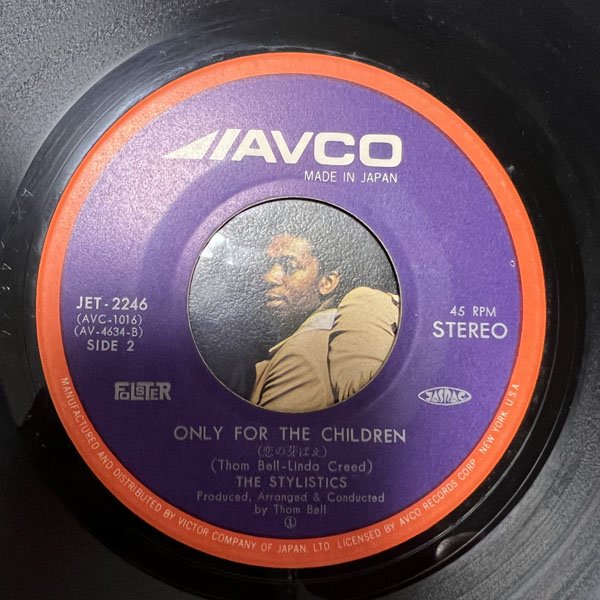 AVCO
MADE IN JAPAN
JET-2246
(AVC-1016)
(AV-4634-B)
SIDE 2
45 RPM
STEREO
FOLSTER
JASRAC
ONLY FOR THE CHILDREN
(恋の芽ばえ)
(Thom Bell-Linda Creed)
THE STYLISTICS
Produced, Arranged & Conducted
by Thom Bell
Ⓛ
MANUFACTURED AND DISTRIBUTED BY VICTOR COMPANY OF JAPAN, LTD. LICENSED BY AVCO RECORDS CORP. NEW YORK, U.S.A.